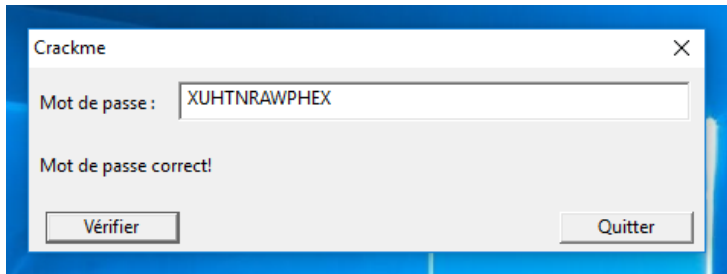 Crackme
Mot de passe : XUHTNRAWPHEX
Mot de passe correct!
Vérifier Quitter